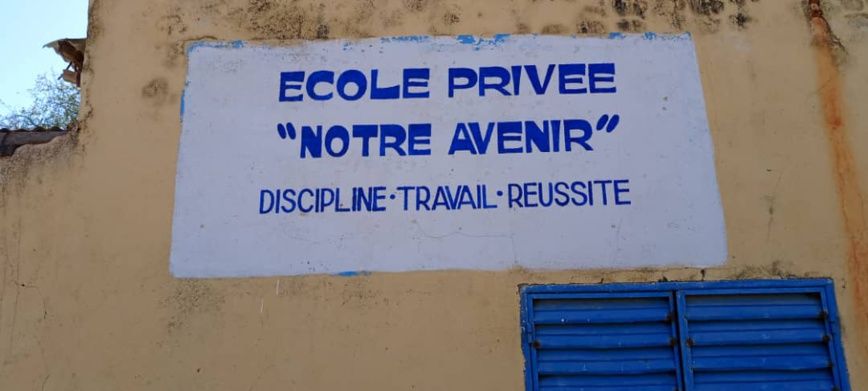 ECOLE PRIVEE
"NOTRE AVENIR"
DISCIPLINE·TRAVAIL·REUSSITE